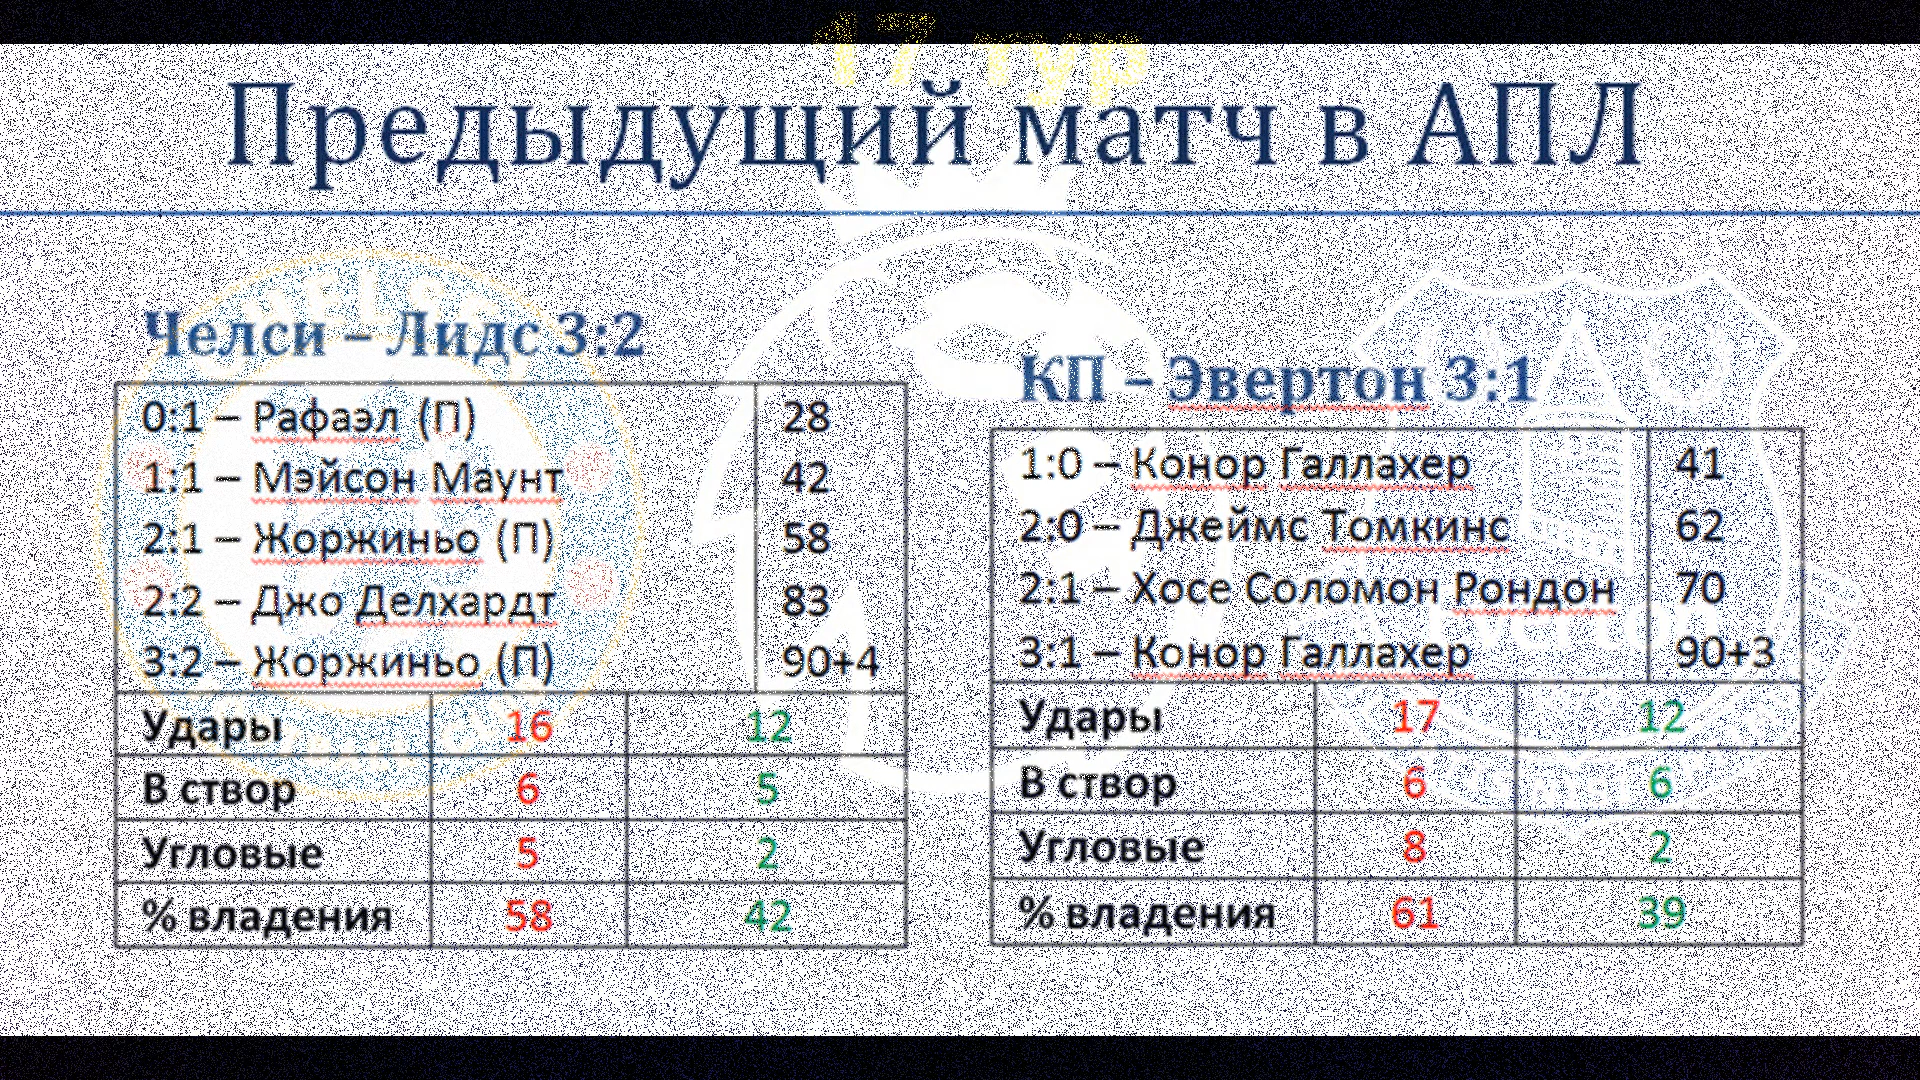 17 тур
Предыдущий матч в АПЛ
CHELSEA
Челси – Лидс 3:2
0:1 – Рафаэл (П) 28
1:1 – Мэйсон Маунт 42
2:1 – Жоржиньо (П) 58
2:2 – Джо Делхардт 83
3:2 – Жоржиньо (П) 90+4
Удары 16 12
В створ 6 5
Угловые 5 2
% владения 58 42
КП – Эвертон 3:1
1:0 – Конор Галлахер 41
2:0 – Джеймс Томкинс 62
2:1 – Хосе Соломон Рондон 70
3:1 – Конор Галлахер 90+3
Everton
Удары 17 12
В створ 6 6
Угловые 8 2
% владения 61 39